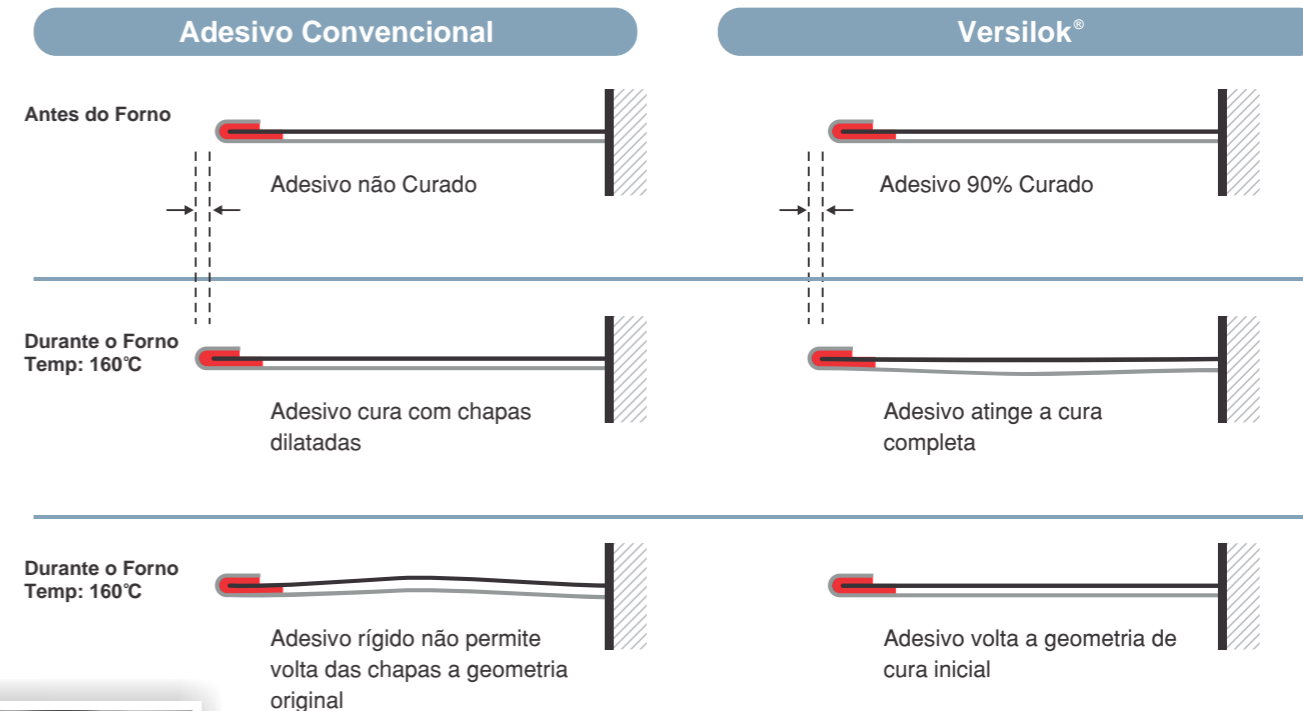 Adesivo Convencional
Versilok®
Antes do Forno
Adesivo não Curado
Adesivo 90% Curado
Durante o Forno
Temp: 160°C
Adesivo cura com chapas
dilatadas
Adesivo atinge a cura
completa
Durante o Forno
Temp: 160°C
Adesivo rígido não permite
volta das chapas a geometria
original
Adesivo volta a geometria de
cura inicial